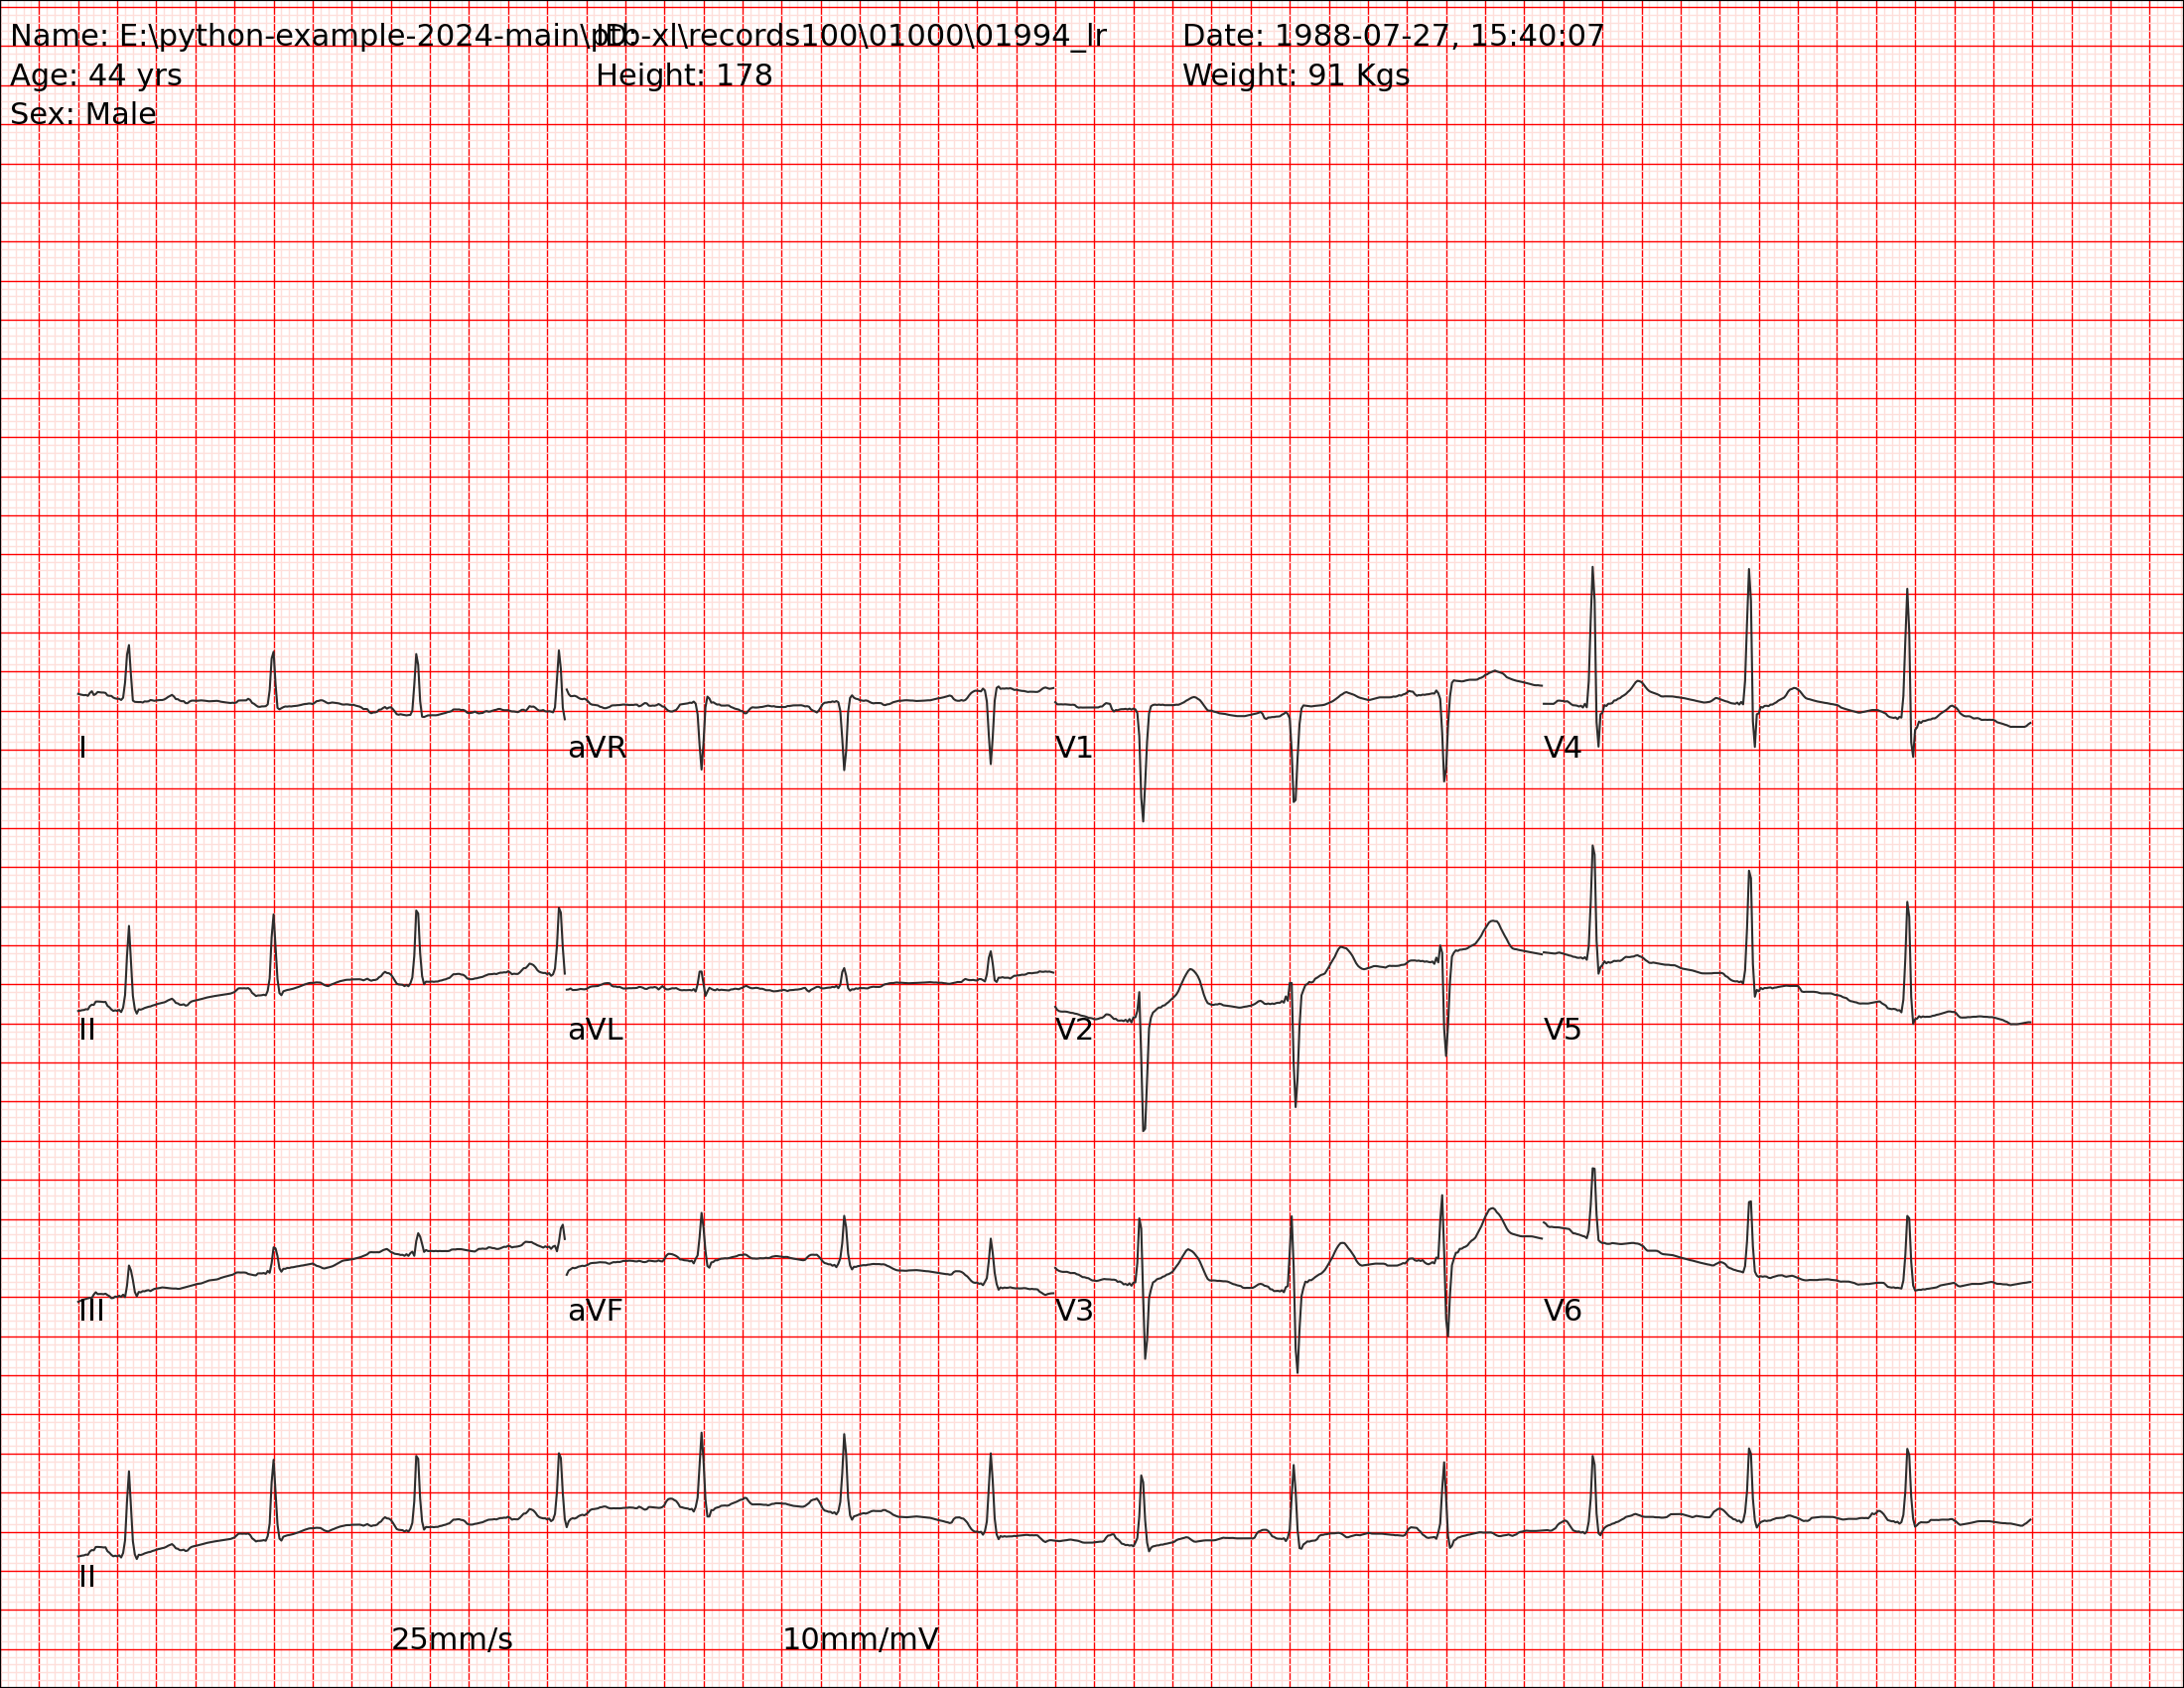 Name: E:\python-example-2024-main\ptb-xl\records100\01000\01994_lr ID: Date: 1988-07-27, 15:40:07
Age: 44 yrs Height: 178 Weight: 91 Kgs
Sex: Male
I aVR V1 V4
II aVL V2 V5
III aVF V3 V6
II
25mm/s 10mm/mV